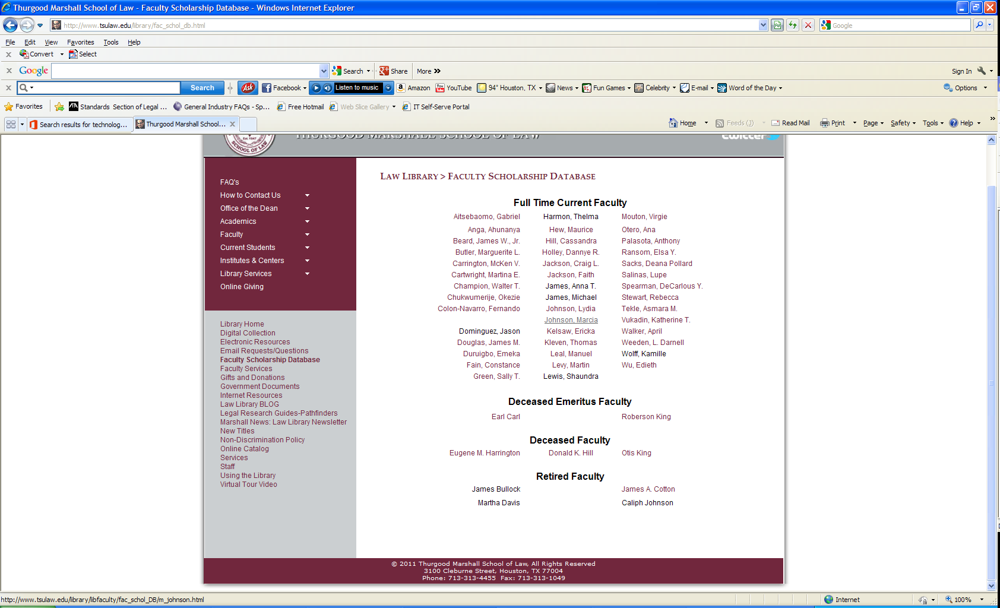 Thurgood Marshall School of Law - Faculty Scholarship Database - Windows Internet Explorer
http://www.tsulaw.edu/library/fac_schol_db.html
Google
File Edit View Favorites Tools Help
x Convert Select
x Google Search Share More » Sign In
x Search Ask Facebook Listen to music Amazon YouTube 94° Houston, TX News Fun Games Celebrity E-mail Word of the Day Options
Favorites Standards Section of Legal ... General Industry FAQs - Sp... Free Hotmail Web Slice Gallery IT Self-Serve Portal
Search results for technolog... Thurgood Marshall School... x Home Feeds (J) Read Mail Print Page Safety Tools Help »
SCHOOL OF LAW
THURGOOD MARSHALL SCHOOL OF LAW
twitter
FAQ's
How to Contact Us
Office of the Dean
Academics
Faculty
Current Students
Institutes & Centers
Library Services
Online Giving
Library Home
Digital Collection
Electronic Resources
Email Requests/Questions
Faculty Scholarship Database
Faculty Services
Gifts and Donations
Government Documents
Internet Resources
Law Library BLOG
Legal Research Guides-Pathfinders
Marshall News: Law Library Newsletter
New Titles
Non-Discrimination Policy
Online Catalog
Services
Staff
Using the Library
Virtual Tour Video
LAW LIBRARY > FACULTY SCHOLARSHIP DATABASE
Full Time Current Faculty
Aitsebaomo, Gabriel Harmon, Thelma Mouton, Virgie
Anga, Ahunanya Hew, Maurice Otero, Ana
Beard, James W., Jr. Hill, Cassandra Palasota, Anthony
Butler, Marguerite L. Holley, Dannye R. Ransom, Elsa Y.
Carrington, McKen V. Jackson, Craig L. Sacks, Deana Pollard
Cartwright, Martina E. Jackson, Faith Salinas, Lupe
Champion, Walter T. James, Anna T. Spearman, DeCarlous Y.
Chukwumerije, Okezie James, Michael Stewart, Rebecca
Colon-Navarro, Fernando Johnson, Lydia Tekle, Asmara M.
Johnson, Marcia Vukadin, Katherine T.
Dominguez, Jason Kelsaw, Ericka Walker, April
Douglas, James M. Kleven, Thomas Weeden, L. Darnell
Duruigbo, Emeka Leal, Manuel Wolff, Kamille
Fain, Constance Levy, Martin Wu, Edieth
Green, Sally T. Lewis, Shaundra
Deceased Emeritus Faculty
Earl Carl Roberson King
Deceased Faculty
Eugene M. Harrington Donald K. Hill Otis King
Retired Faculty
James Bullock James A. Cotton
Martha Davis Caliph Johnson
© 2011 Thurgood Marshall School of Law, All Rights Reserved
3100 Cleburne Street, Houston, TX 77004
Phone: 713-313-4455 Fax: 713-313-1049
http://www.tsulaw.edu/library/libfaculty/fac_schol_DB/m_johnson.html Internet 100%